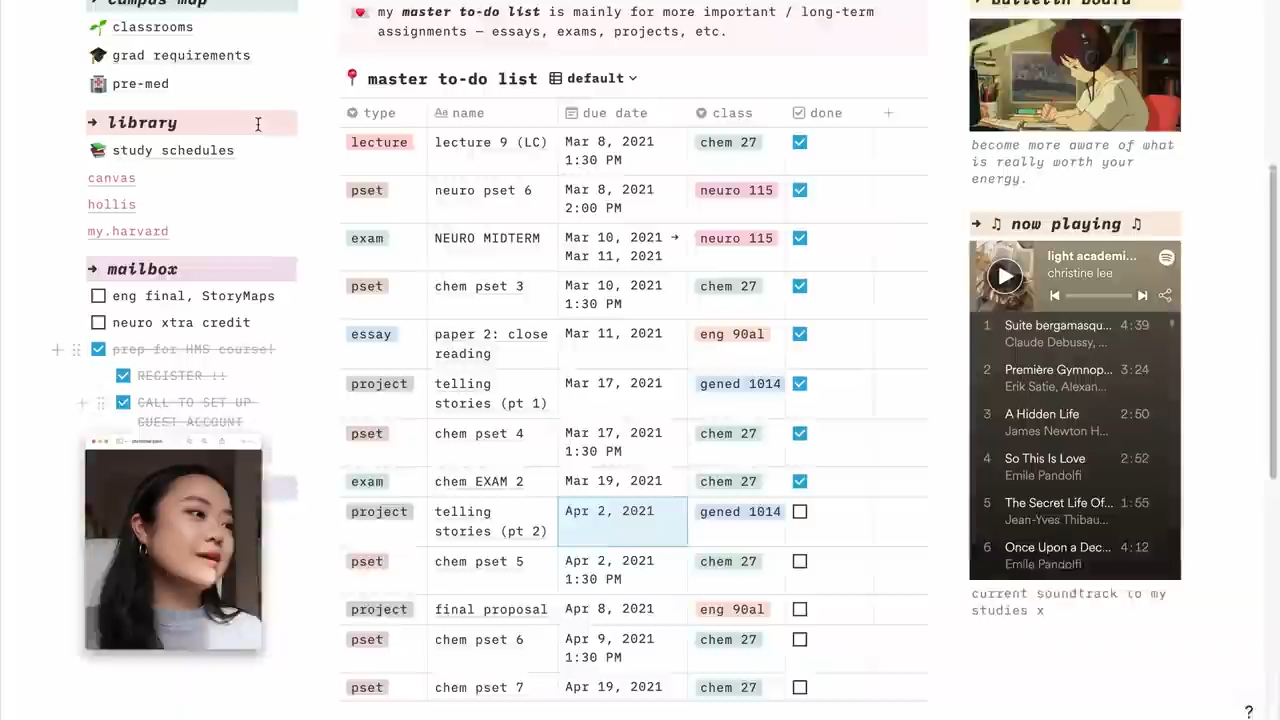 → campus map
classrooms
grad requirements
pre-med
→ library
study schedules
canvas
hollis
my.harvard
→ mailbox
eng final, StoryMaps
neuro xtra credit
prep for HMS course!
REGISTER !!
CALL TO SET UP
GUEST ACCOUNT
my master to-do list is mainly for more important / long-term
assignments — essays, exams, projects, etc.
master to-do list default
type Aa name due date class done +
lecture lecture 9 (LC) Mar 8, 2021 chem 27
1:30 PM
pset neuro pset 6 Mar 8, 2021 neuro 115
2:00 PM
exam NEURO MIDTERM Mar 10, 2021 → neuro 115
Mar 11, 2021
pset chem pset 3 Mar 10, 2021 chem 27
1:30 PM
essay paper 2: close Mar 11, 2021 eng 90al
reading
project telling Mar 17, 2021 gened 1014
stories (pt 1)
pset chem pset 4 Mar 17, 2021 chem 27
1:30 PM
exam chem EXAM 2 Mar 19, 2021 chem 27
project telling Apr 2, 2021 gened 1014
stories (pt 2)
pset chem pset 5 Apr 2, 2021 chem 27
1:30 PM
project final proposal Apr 8, 2021 eng 90al
pset chem pset 6 Apr 9, 2021 chem 27
1:30 PM
pset chem pset 7 Apr 19, 2021 chem 27
→ bulletin board
become more aware of what
is really worth your
energy.
→ ♫ now playing ♫
light academi...
christine lee
1 Suite bergamasqu... 4:39
Claude Debussy, ...
2 Première Gymnop... 3:24
Erik Satie, Alexan...
3 A Hidden Life 2:50
James Newton H...
4 So This Is Love 2:52
Emile Pandolfi
5 The Secret Life Of... 1:55
Jean-Yves Thibau...
6 Once Upon a Dec... 4:12
Emile Pandolfi
current soundtrack to my
studies x
?